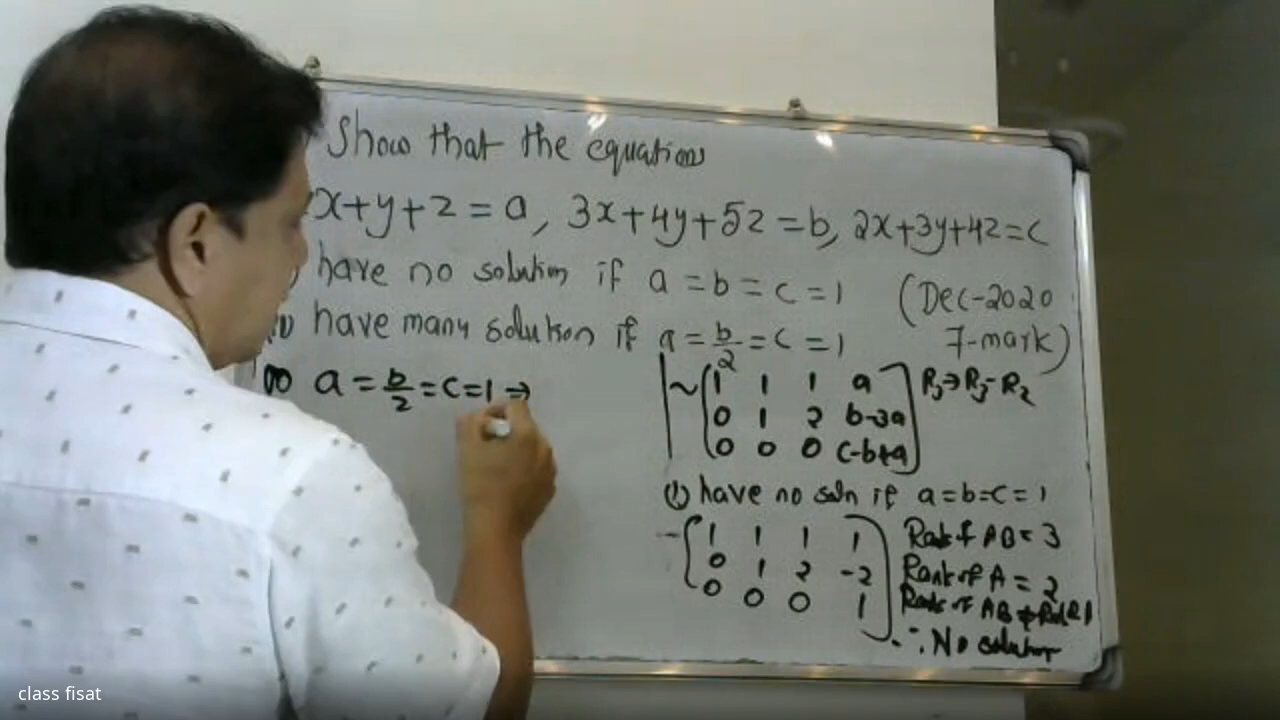 Show that the equations
x+y+z = a, 3x+4y+5z = b, 2x+3y+4z = c
have no solution if a = b = c = 1 (Dec-2020
have many solution if a = b/2 = c = 1 7-mark)
a = b/2 = c = 1 ⇒
~ [1 1 1 a R3→R3-R2
0 1 2 b-3a
0 0 0 c-b+a]
(i) have no soln if a=b=c=1
~ [1 1 1 1 Rank of AB = 3
0 1 2 -2 Rank of A = 2
0 0 0 1] Rank of AB ≠
∴ No solution
class fisat